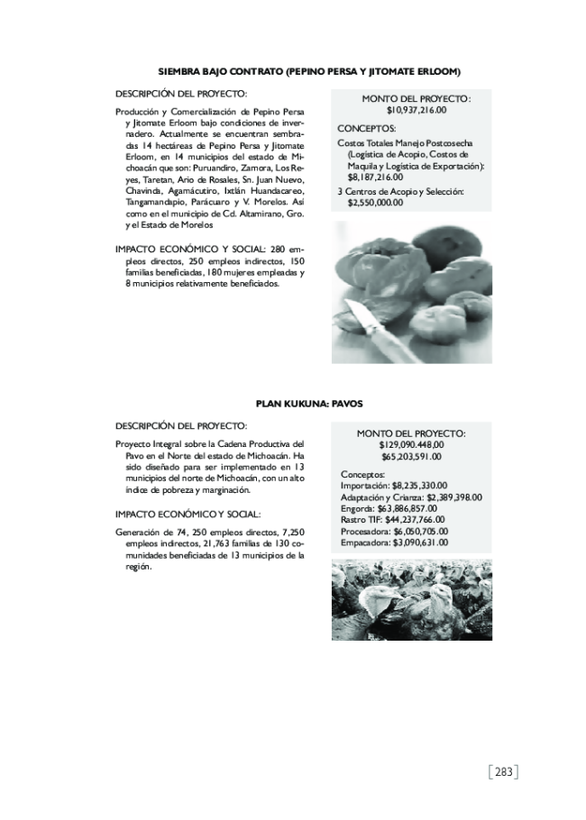 SIEMBRA BAJO CONTRATO (PEPINO PERSA Y JITOMATE ERLOOM)
DESCRIPCIÓN DEL PROYECTO:
Producción y Comercialización de Pepino Persa
y Jitomate Erloom bajo condiciones de inver-
nadero. Actualmente se encuentran sembra-
das 14 hectáreas de Pepino Persa y Jitomate
Erloom, en 14 municipios del estado de Mi-
choacán que son: Puruandiro, Zamora, Los Re-
yes, Taretan, Ario de Rosales, Sn. Juan Nuevo,
Chavinda, Agamácutiro, Ixtlán Huandacareo,
Tangamandapio, Parácuaro y V. Morelos. Así
como en el municipio de Cd. Altamirano, Gro.
y el Estado de Morelos
IMPACTO ECONÓMICO Y SOCIAL: 280 em-
pleos directos, 250 empleos indirectos, 150
familias beneficiadas, 180 mujeres empleadas y
8 municipios relativamente beneficiados.
MONTO DEL PROYECTO:
$10,937,216.00
CONCEPTOS:
Costos Totales Manejo Postcosecha
(Logística de Acopio, Costos de
Maquila y Logística de Exportación):
$8,187,216.00
3 Centros de Acopio y Selección:
$2,550,000.00
PLAN KUKUNA: PAVOS
DESCRIPCIÓN DEL PROYECTO:
Proyecto Integral sobre la Cadena Productiva del
Pavo en el Norte del estado de Michoacán. Ha
sido diseñado para ser implementado en 13
municipios del norte de Michoacán, con un alto
índice de pobreza y marginación.
IMPACTO ECONÓMICO Y SOCIAL:
Generación de 74, 250 empleos directos, 7,250
empleos indirectos, 21,763 familias de 130 co-
munidades beneficiadas de 13 municipios de la
región.
MONTO DEL PROYECTO:
$129,090.448,00
$65,203,591.00
Conceptos:
Importación: $8,235,330.00
Adaptación y Crianza: $2,389,398.00
Engorda: $63,886,857.00
Rastro TIF: $44,237,766.00
Procesadora: $6,050,705.00
Empacadora: $3,090,631.00
[283]